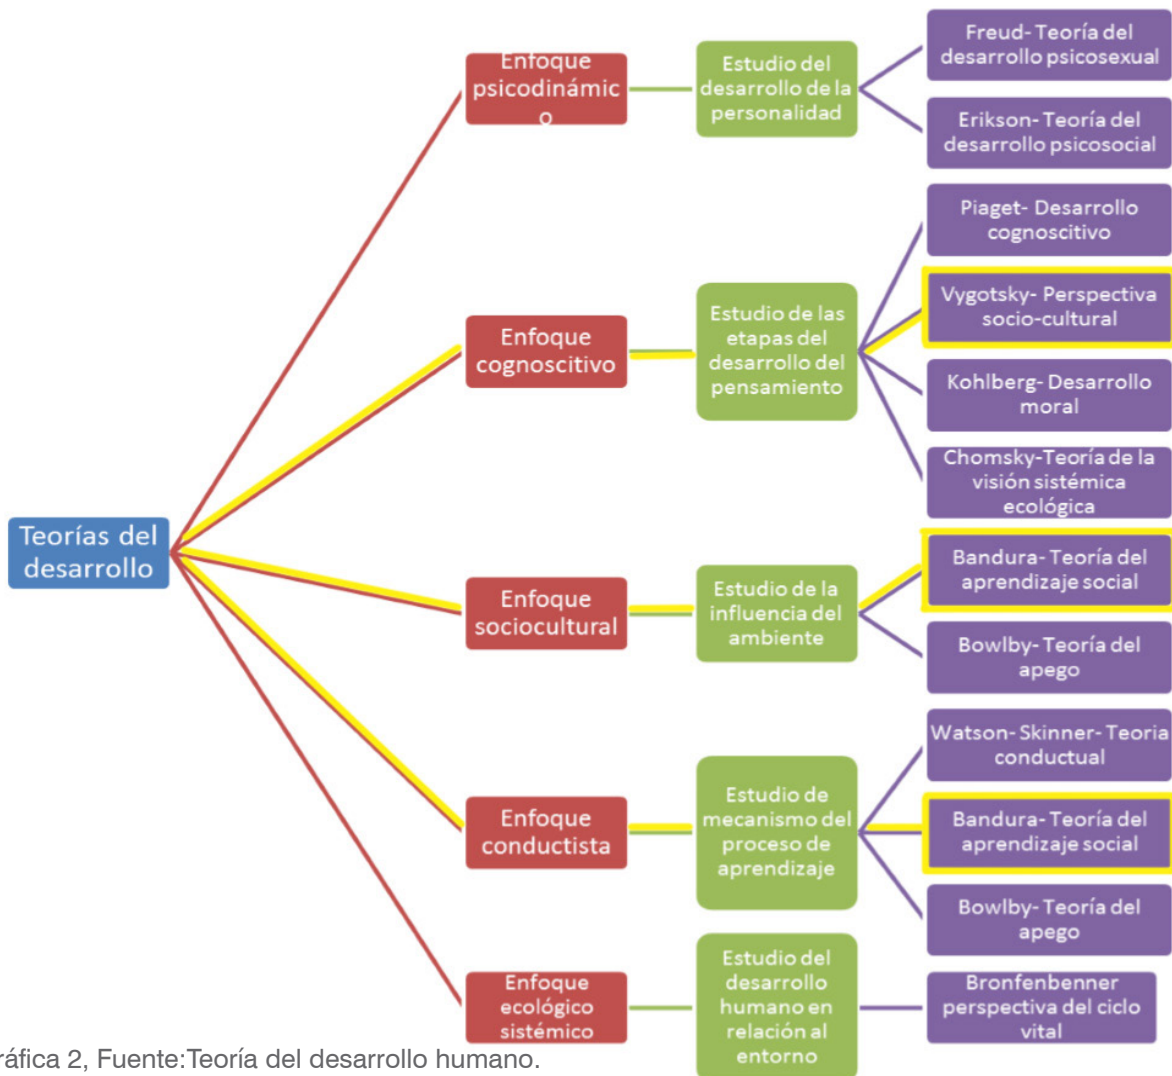 Teorías del
desarrollo
Enfoque
psicodinámic
o
Estudio del
desarrollo de la
personalidad
Freud- Teoría del
desarrollo psicosexual
Erikson- Teoría del
desarrollo psicosocial
Enfoque
cognoscitivo
Estudio de las
etapas del
desarrollo del
pensamiento
Piaget- Desarrollo
cognoscitivo
Vygotsky- Perspectiva
socio-cultural
Kohlberg- Desarrollo
moral
Chomsky-Teoría de la
visión sistémica
ecológica
Enfoque
sociocultural
Estudio de la
influencia del
ambiente
Bandura- Teoría del
aprendizaje social
Bowlby- Teoría del
apego
Enfoque
conductista
Estudio de
mecanismo del
proceso de
aprendizaje
Watson- Skinner- Teoria
conductual
Bandura- Teoría del
aprendizaje social
Bowlby- Teoría del
apego
Enfoque
ecológico
sistémico
Estudio del
desarrollo
humano en
relación al
entorno
Bronfenbenner
perspectiva del ciclo
vital
ráfica 2, Fuente:Teoría del desarrollo humano.